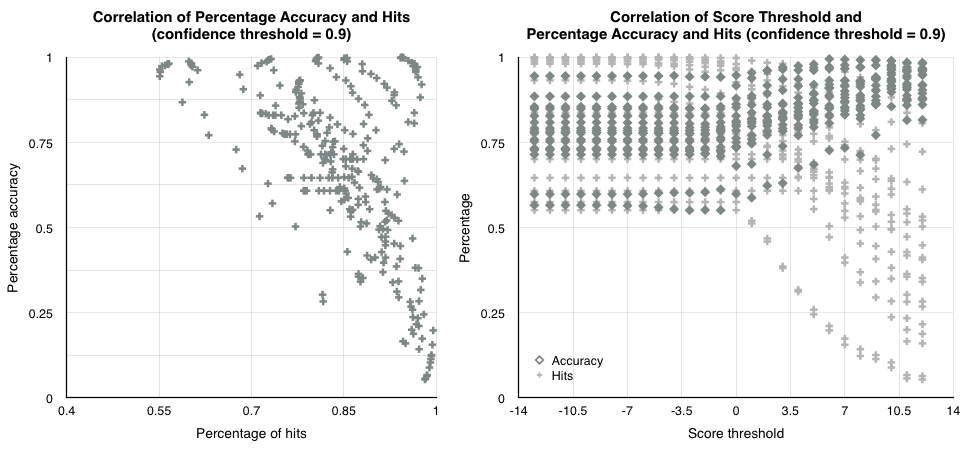 Correlation of Percentage Accuracy and Hits
(confidence threshold = 0.9)
Percentage accuracy
1
0.75
0.5
0.25
0
0.4
0.55
0.7
0.85
1
Percentage of hits
Correlation of Score Threshold and
Percentage Accuracy and Hits (confidence threshold = 0.9)
Percentage
1
0.75
0.5
0.25
0
Accuracy
Hits
-14
-10.5
-7
-3.5
0
3.5
7
10.5
14
Score threshold